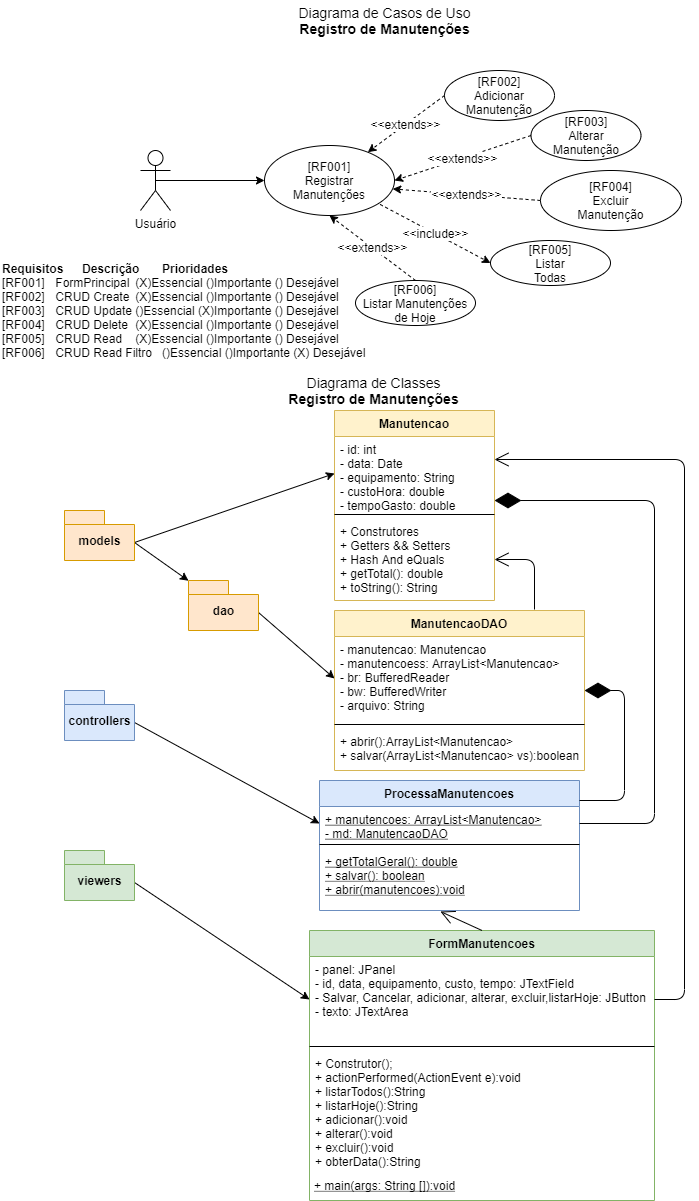 Diagrama de Casos de Uso
Registro de Manutenções
[RF002]
Adicionar
Manutenção
<<extends>>
[RF003]
Alterar
Manutenção
<<extends>>
[RF001]
Registrar
Manutenções
[RF004]
Excluir
Manutenção
<<extends>>
Usuário
<<include>>
[RF005]
Listar
Todas
<<extends>>
[RF006]
Listar Manutenções
de Hoje
Requisitos Descrição Prioridades
[RF001] FormPrincipal (X)Essencial ()Importante () Desejável
[RF002] CRUD Create (X)Essencial ()Importante () Desejável
[RF003] CRUD Update ()Essencial (X)Importante () Desejável
[RF004] CRUD Delete (X)Essencial ()Importante () Desejável
[RF005] CRUD Read (X)Essencial ()Importante () Desejável
[RF006] CRUD Read Filtro ()Essencial ()Importante (X) Desejável
Diagrama de Classes
Registro de Manutenções
Manutencao
- id: int
- data: Date
- equipamento: String
- custoHora: double
- tempoGasto: double
+ Construtores
+ Getters && Setters
+ Hash And eQuals
+ getTotal(): double
+ toString(): String
models
dao
ManutencaoDAO
- manutencao: Manutencao
- manutencoess: ArrayList<Manutencao>
- br: BufferedReader
- bw: BufferedWriter
- arquivo: String
+ abrir():ArrayList<Manutencao>
+ salvar(ArrayList<Manutencao> vs):boolean
controllers
ProcessaManutencoes
+ manutencoes: ArrayList<Manutencao>
- md: ManutencaoDAO
+ getTotalGeral(): double
+ salvar(): boolean
+ abrir(manutencoes):void
viewers
FormManutencoes
- panel: JPanel
- id, data, equipamento, custo, tempo: JTextField
- Salvar, Cancelar, adicionar, alterar, excluir,listarHoje: JButton
- texto: JTextArea
+ Construtor();
+ actionPerformed(ActionEvent e):void
+ listarTodos():String
+ listarHoje():String
+ adicionar():void
+ alterar():void
+ excluir():void
+ obterData():String
+ main(args: String []):void